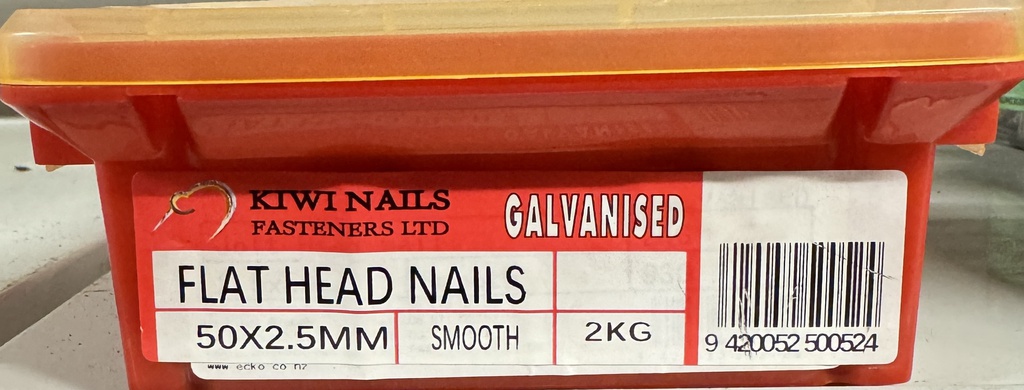 KIWI NAILS
FASTENERS LTD
GALVANISED
FLAT HEAD NAILS
50X2.5MM
SMOOTH
2KG
9 420052 500524
www ecko co nz